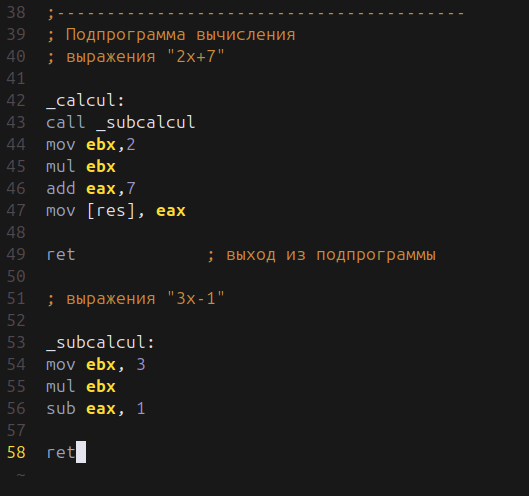 38 ;-----------------------------------------
39 ; Подпрограмма вычисления
40 ; выражения "2x+7"
41
42 _calcul:
43 call _subcalcul
44 mov ebx,2
45 mul ebx
46 add eax,7
47 mov [res], eax
48
49 ret             ; выход из подпрограммы
50
51 ; выражения "3x-1"
52
53 _subcalcul:
54 mov ebx, 3
55 mul ebx
56 sub eax, 1
57
58 ret
~